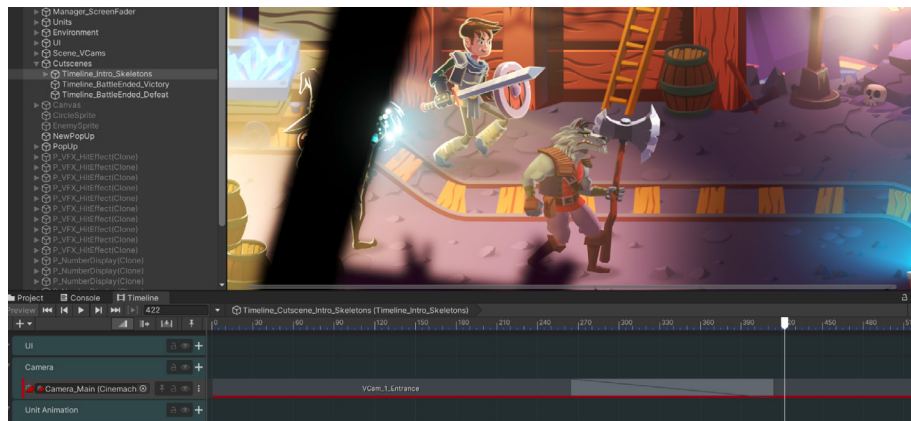 Manager_ScreenFader
Units
Environment
UI
Scene_VCams
Cutscenes
Timeline_Intro_Skeletons
Timeline_BattleEnded_Victory
Timeline_BattleEnded_Defeat
Canvas
CircleSprite
EnemySprite
NewPopUp
PopUp
P_VFX_HitEffect(Clone)
P_VFX_HitEffect(Clone)
P_VFX_HitEffect(Clone)
P_VFX_HitEffect(Clone)
P_VFX_HitEffect(Clone)
P_VFX_HitEffect(Clone)
P_VFX_HitEffect(Clone)
P_VFX_HitEffect(Clone)
P_VFX_HitEffect(Clone)
P_NumberDisplay(Clone)
P_NumberDisplay(Clone)
P_NumberDisplay(Clone)
Project Console Timeline
Preview 422 Timeline_Cutscene_Intro_Skeletons (Timeline_Intro_Skeletons)
0 30 60 90 120 150 180 210 240 270 300 330 360 390 450 480
Ui
Camera
Camera_Main (Cinemach VCam_1_Entrance
Unit Animation